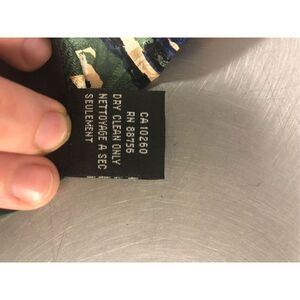 CA 10260
RN 88756
DRY CLEAN ONLY
NETTOYAGE A SEC
SEULEMENT